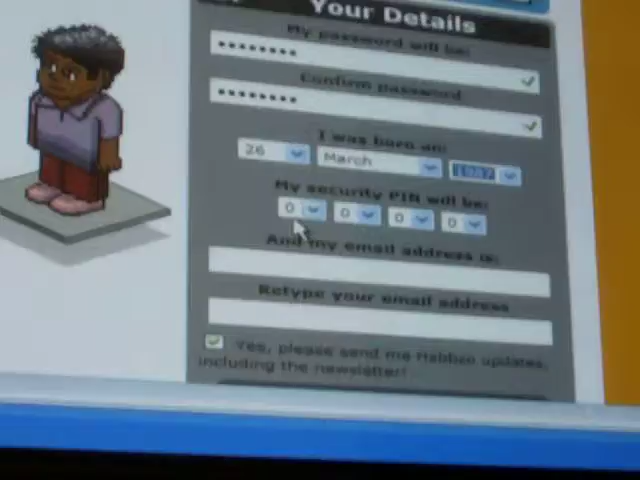 Your Details
My password will be:
••••••••
Confirm password
••••••••
I was born on:
26 March 1987
My security PIN will be:
0 0 0 0
And my email address is:
Retype your email address
Yes, please send me Habbo updates,
including the newsletter!